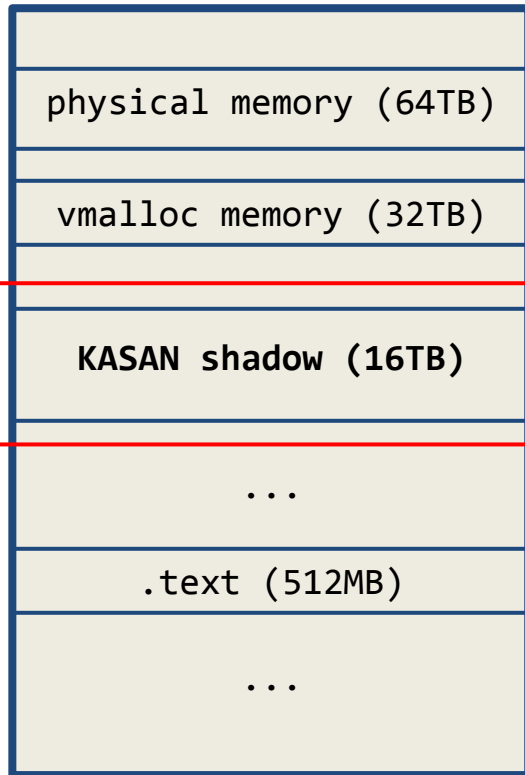 physical memory (64TB)
vmalloc memory (32TB)
KASAN shadow (16TB)
...
.text (512MB)
...